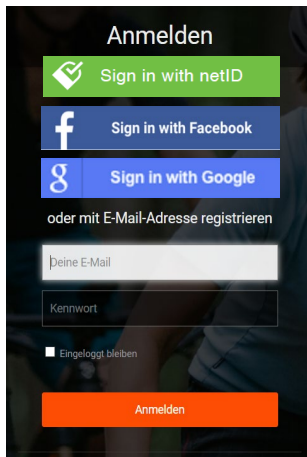 Anmelden
Sign in with netID
f Sign in with Facebook
g Sign in with Google
oder mit E-Mail-Adresse registrieren
Deine E-Mail
Kennwort
Eingeloggt bleiben
Anmelden